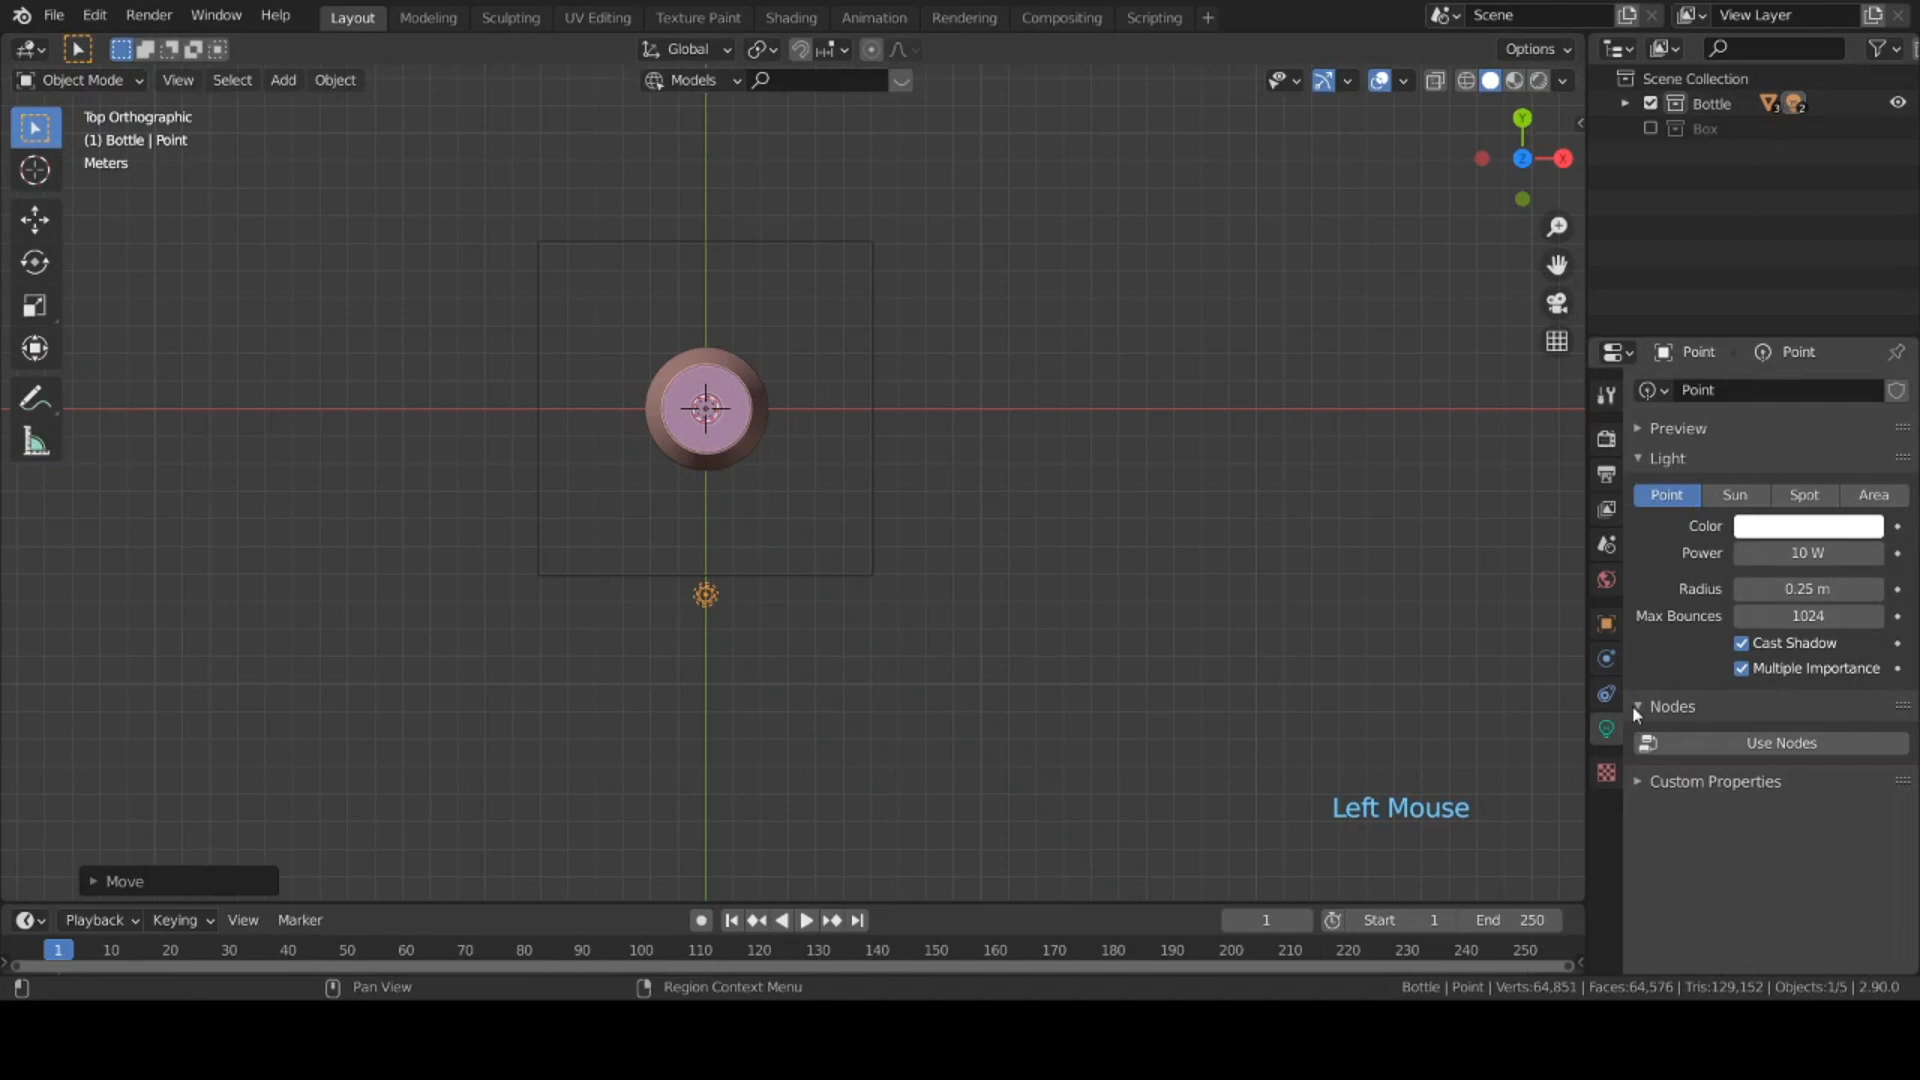 File Edit Render Window Help Layout Modeling Sculpting UV Editing Texture Paint Shading Animation Rendering Compositing Scripting + Scene View Layer
Global Options
Object Mode View Select Add Object Models
Top Orthographic
(1) Bottle | Point
Meters
Y
Z
X
Scene Collection
Bottle 3 2
Box
Point Point
Point
Preview
Light
Point Sun Spot Area
Color
Power 10 W
Radius 0.25 m
Max Bounces 1024
Cast Shadow
Multiple Importance
Nodes
Use Nodes
Custom Properties
Left Mouse
Move
Playback Keying View Marker 1 Start 1 End 250
1 10 20 30 40 50 60 70 80 90 100 110 120 130 140 150 160 170 180 190 200 210 220 230 240 250
Pan View Region Context Menu Bottle | Point | Verts:64,851 | Faces:64,576 | Tris:129,152 | Objects:1/5 | 2.90.0